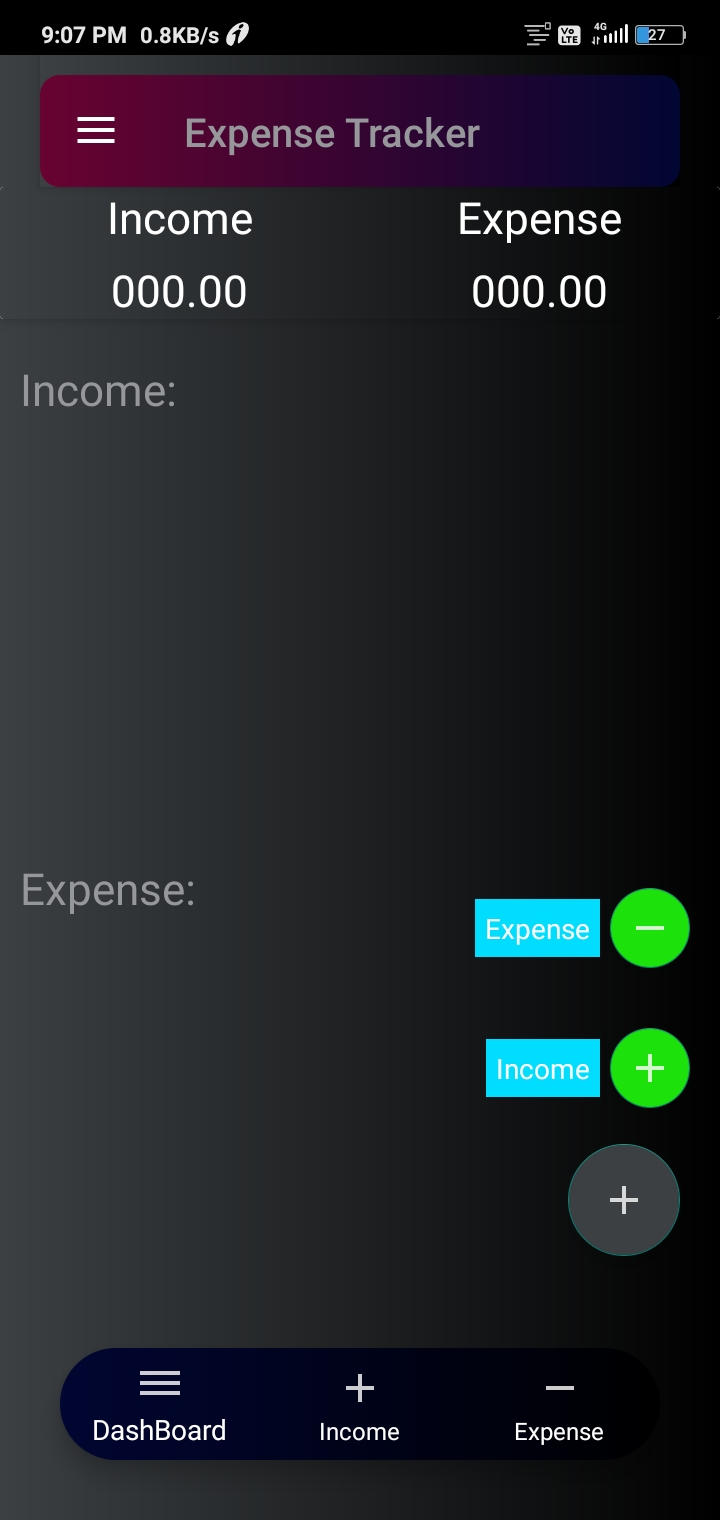 9:07 PM 0.8KB/s Vo LTE 4G 27
Expense Tracker
Income Expense
000.00 000.00
Income:
Expense:
Expense
Income
DashBoard Income Expense